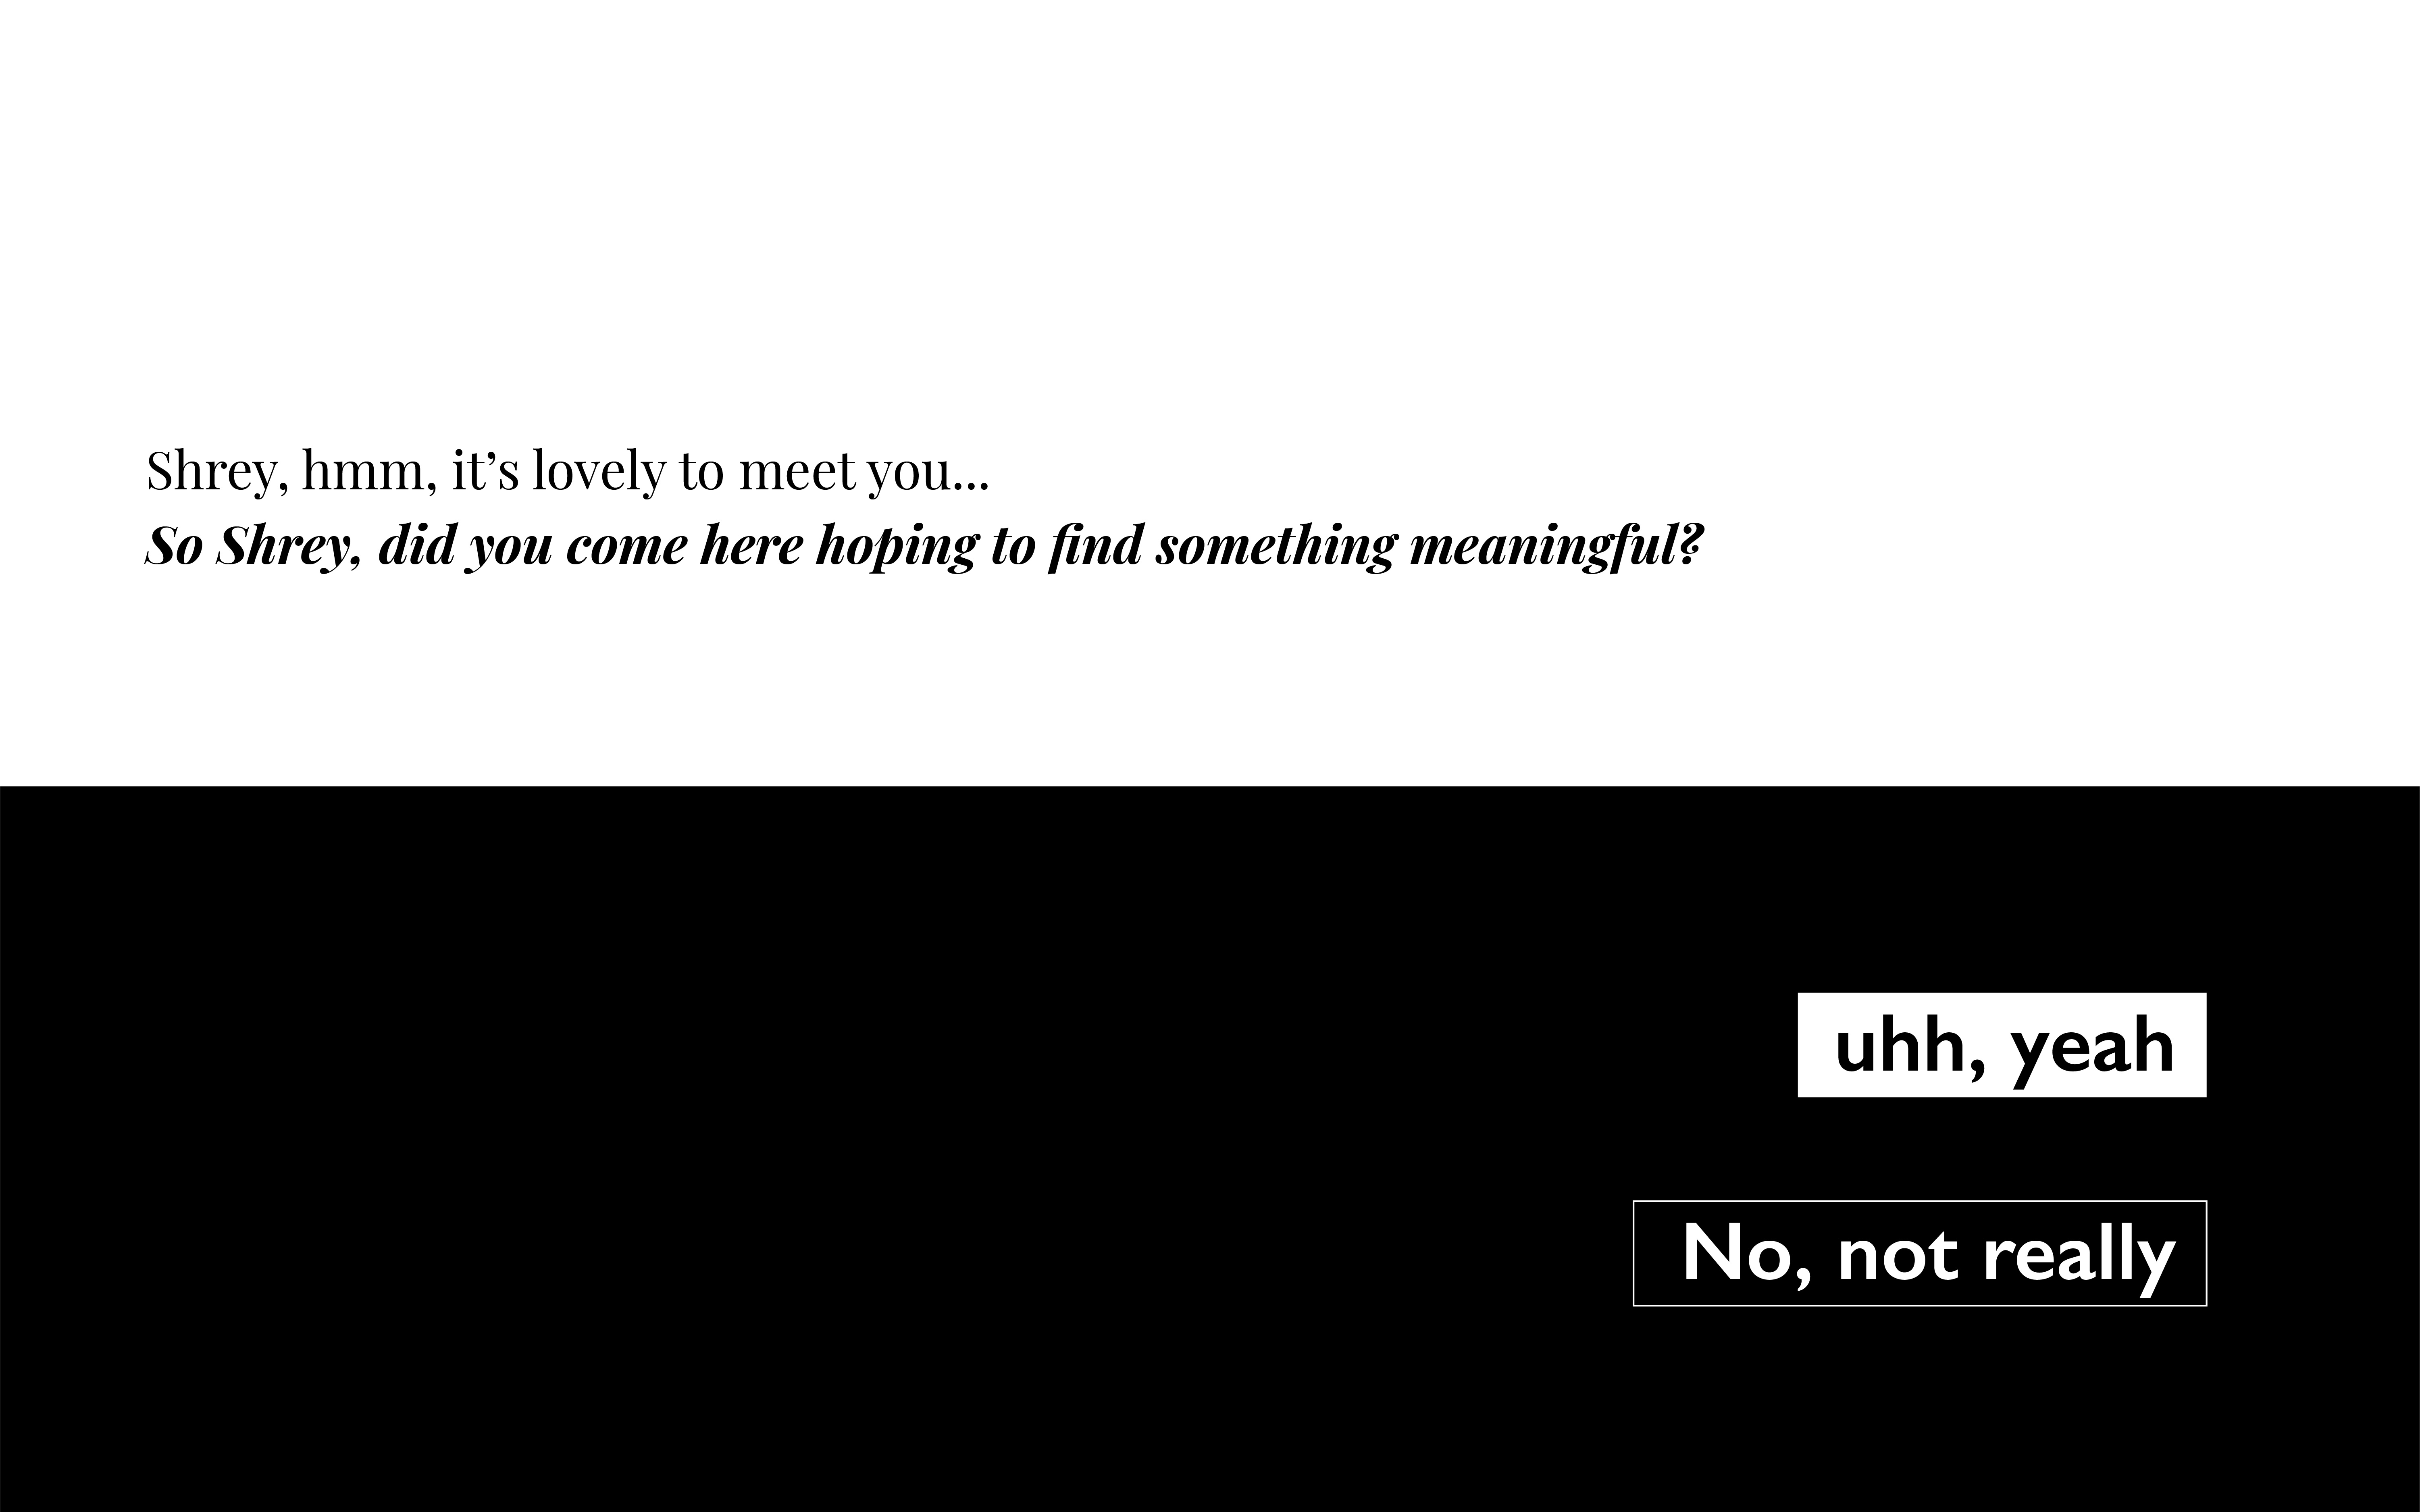 Shrey, hmm, it’s lovely to meet you...
So Shrey, did you come here hoping to find something meaningful?
uhh, yeah
No, not really